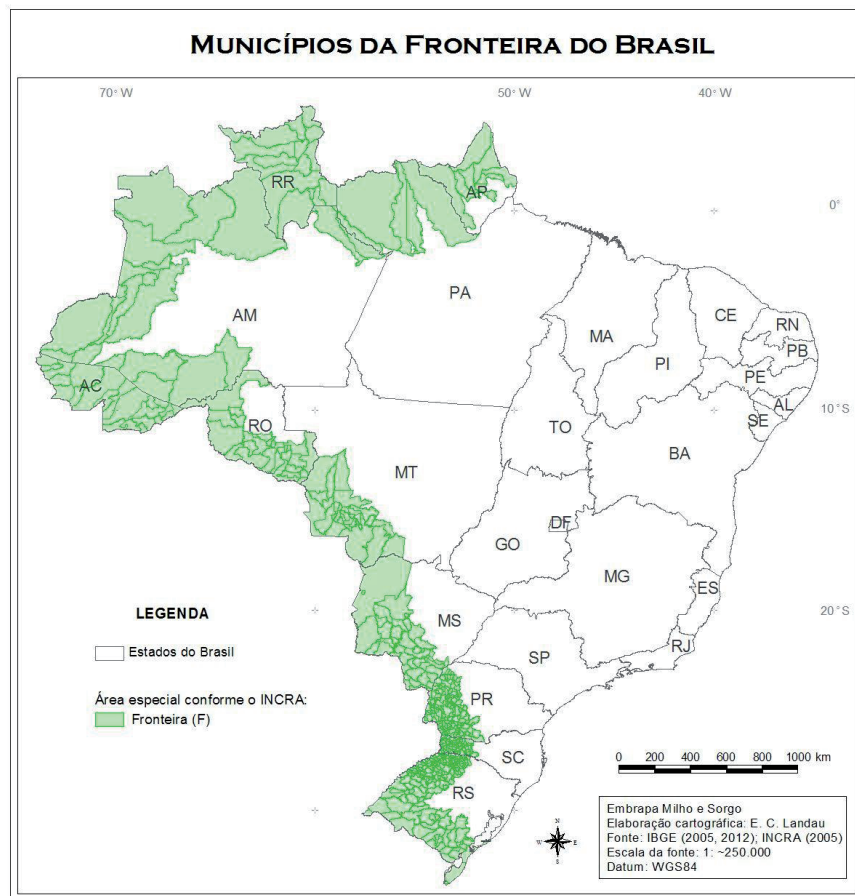 MUNICÍPIOS DA FRONTEIRA DO BRASIL
70° W
50° W
40° W
RR
AP
0°
AM
PA
MA
CE
RN
PB
PI
PE
AL
SE
AC
10°S
RO
TO
BA
MT
DF
GO
MG
ES
LEGENDA
MS
20°S
Estados do Brasil
SP
RJ
Área especial conforme o INCRA:
Fronteira (F)
PR
SC
0 200 400 600 800 1000 km
RS
N
W E
S
Embrapa Milho e Sorgo
Elaboração cartográfica: E. C. Landau
Fonte: IBGE (2005, 2012); INCRA (2005)
Escala da fonte: 1: ~250.000
Datum: WGS84